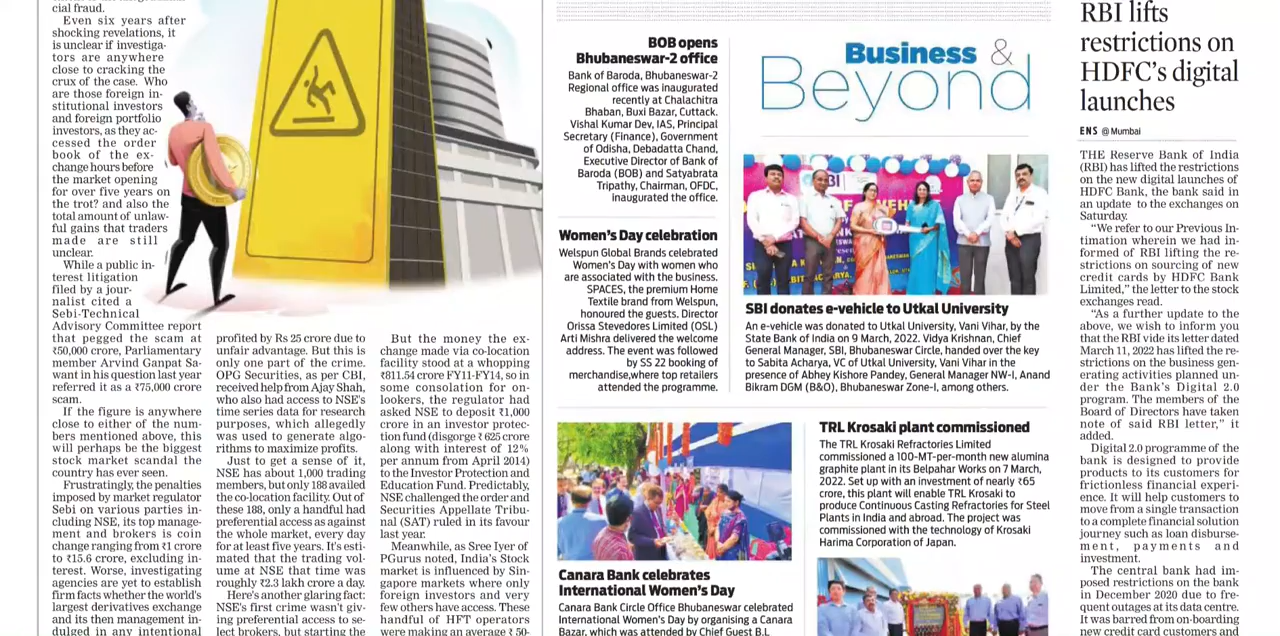 cial fraud.
Even six years after
shocking revelations, it
is unclear if investiga-
tors are anywhere
close to cracking the
crux of the case. Who
are those foreign in-
stitutional investors
and foreign portfolio
investors, as they ac-
cessed the order
book of the ex-
change hours before
the market opening
for over five years on
the trot? and also the
total amount of unlaw-
ful gains that traders
made are still
unclear.
While a public in-
terest litigation
filed by a jour-
nalist cited a
Sebi-Technical
Advisory Committee report
that pegged the scam at
₹50,000 crore, Parliamentary
member Arvind Ganpat Sa-
want in his question last year
referred it as a ₹75,000 crore
scam.
If the figure is anywhere
close to either of the num-
bers mentioned above, this
will perhaps be the biggest
stock market scandal the
country has ever seen.
Frustratingly, the penalties
imposed by market regulator
Sebi on various parties in-
cluding NSE, its top manage-
ment and brokers is coin
change ranging from ₹1 crore
to ₹15.6 crore, excluding in-
terest. Worse, investigating
agencies are yet to establish
firm facts whether the world's
largest derivatives exchange
and its then management in-
dulged in any intentional
profited by Rs 25 crore due to
unfair advantage. But this is
only one part of the crime.
OPG Securities, as per CBI,
received help from Ajay Shah,
who also had access to NSE's
time series data for research
purposes, which allegedly
was used to generate algo-
rithms to maximize profits.
Just to get a sense of it,
NSE has about 1,000 trading
members, but only 188 availed
the co-location facility. Out of
these 188, only a handful had
preferential access as against
the whole market, every day
for at least five years. It's esti-
mated that the trading vol-
ume at NSE that time was
roughly ₹2.3 lakh crore a day.
Here's another glaring fact:
NSE's first crime wasn't giv-
ing preferential access to se-
lect brokers, but starting the
But the money the ex-
change made via co-location
facility stood at a whopping
₹811.54 crore FY11-FY14, so in
some consolation for on-
lookers, the regulator had
asked NSE to deposit ₹1,000
crore in an investor protec-
tion fund (disgorge ₹ 625 crore
along with interest of 12%
per annum from April 2014)
to the Investor Protection and
Education Fund. Predictably,
NSE challenged the order and
Securities Appellate Tribu-
nal (SAT) ruled in its favour
last year.
Meanwhile, as Sree Iyer of
PGurus noted, India's Stock
market is influenced by Sin-
gapore markets where only
foreign investors and very
few others have access. These
handful of HFT operators
were making an average ₹ 50-
BOB opens
Bhubaneswar-2 office
Bank of Baroda, Bhubaneswar-2
Regional office was inaugurated
recently at Chalachitra
Bhaban, Buxi Bazar, Cuttack.
Vishal Kumar Dev, IAS, Principal
Secretary (Finance), Government
of Odisha, Debadatta Chand,
Executive Director of Bank of
Baroda (BOB) and Satyabrata
Tripathy, Chairman, OFDC,
inaugurated the office.
Women's Day celebration
Welspun Global Brands celebrated
Women's Day with women who
are associated with the business.
SPACES, the premium Home
Textile brand from Welspun,
honoured the guests. Director
Orissa Stevedores Limited (OSL)
Arti Mishra delivered the welcome
address. The event was followed
by SS 22 booking of
merchandise,where top retailers
attended the programme.
Business &
Beyond
SBI donates e-vehicle to Utkal University
An e-vehicle was donated to Utkal University, Vani Vihar, by the
State Bank of India on 9 March, 2022. Vidya Krishnan, Chief
General Manager, SBI, Bhubaneswar Circle, handed over the key
to Sabita Acharya, VC of Utkal University, Vani Vihar in the
presence of Abhey Kishore Pandey, General Manager NW-I, Anand
Bikram DGM (B&O), Bhubaneswar Zone-I, among others.
Canara Bank celebrates
International Women's Day
Canara Bank Circle Office Bhubaneswar celebrated
International Women's Day by organising a Canara
Bazar, which was attended by Chief Guest B.L
TRL Krosaki plant commissioned
The TRL Krosaki Refractories Limited
commissioned a 100-MT-per-month new alumina
graphite plant in its Belpahar Works on 7 March,
2022. Set up with an investment of nearly ₹65
crore, this plant will enable TRL Krosaki to
produce Continuous Casting Refractories for Steel
Plants in India and abroad. The project was
commissioned with the technology of Krosaki
Harima Corporation of Japan.
RBI lifts
restrictions on
HDFC's digital
launches
ENS @ Mumbai
THE Reserve Bank of India
(RBI) has lifted the restrictions
on the new digital launches of
HDFC Bank, the bank said in
an update to the exchanges on
Saturday.
"We refer to our Previous In-
timation wherein we had in-
formed of RBI lifting the re-
strictions on sourcing of new
credit cards by HDFC Bank
Limited," the letter to the stock
exchanges read.
"As a further update to the
above, we wish to inform you
that the RBI vide its letter dated
March 11, 2022 has lifted the re-
strictions on the business gen-
erating activities planned un-
der the Bank's Digital 2.0
program. The members of the
Board of Directors have taken
note of said RBI letter," it
added.
Digital 2.0 programme of the
bank is designed to provide
products to its customers for
frictionless financial experi-
ence. It will help customers to
move from a single transaction
to a complete financial solution
journey such as loan disburse-
ment, payments and
investment.
The central bank had im-
posed restrictions on the bank
in December 2020 due to fre-
quent outages at its data centre.
It was barred from on-boarding
new credit card customers and